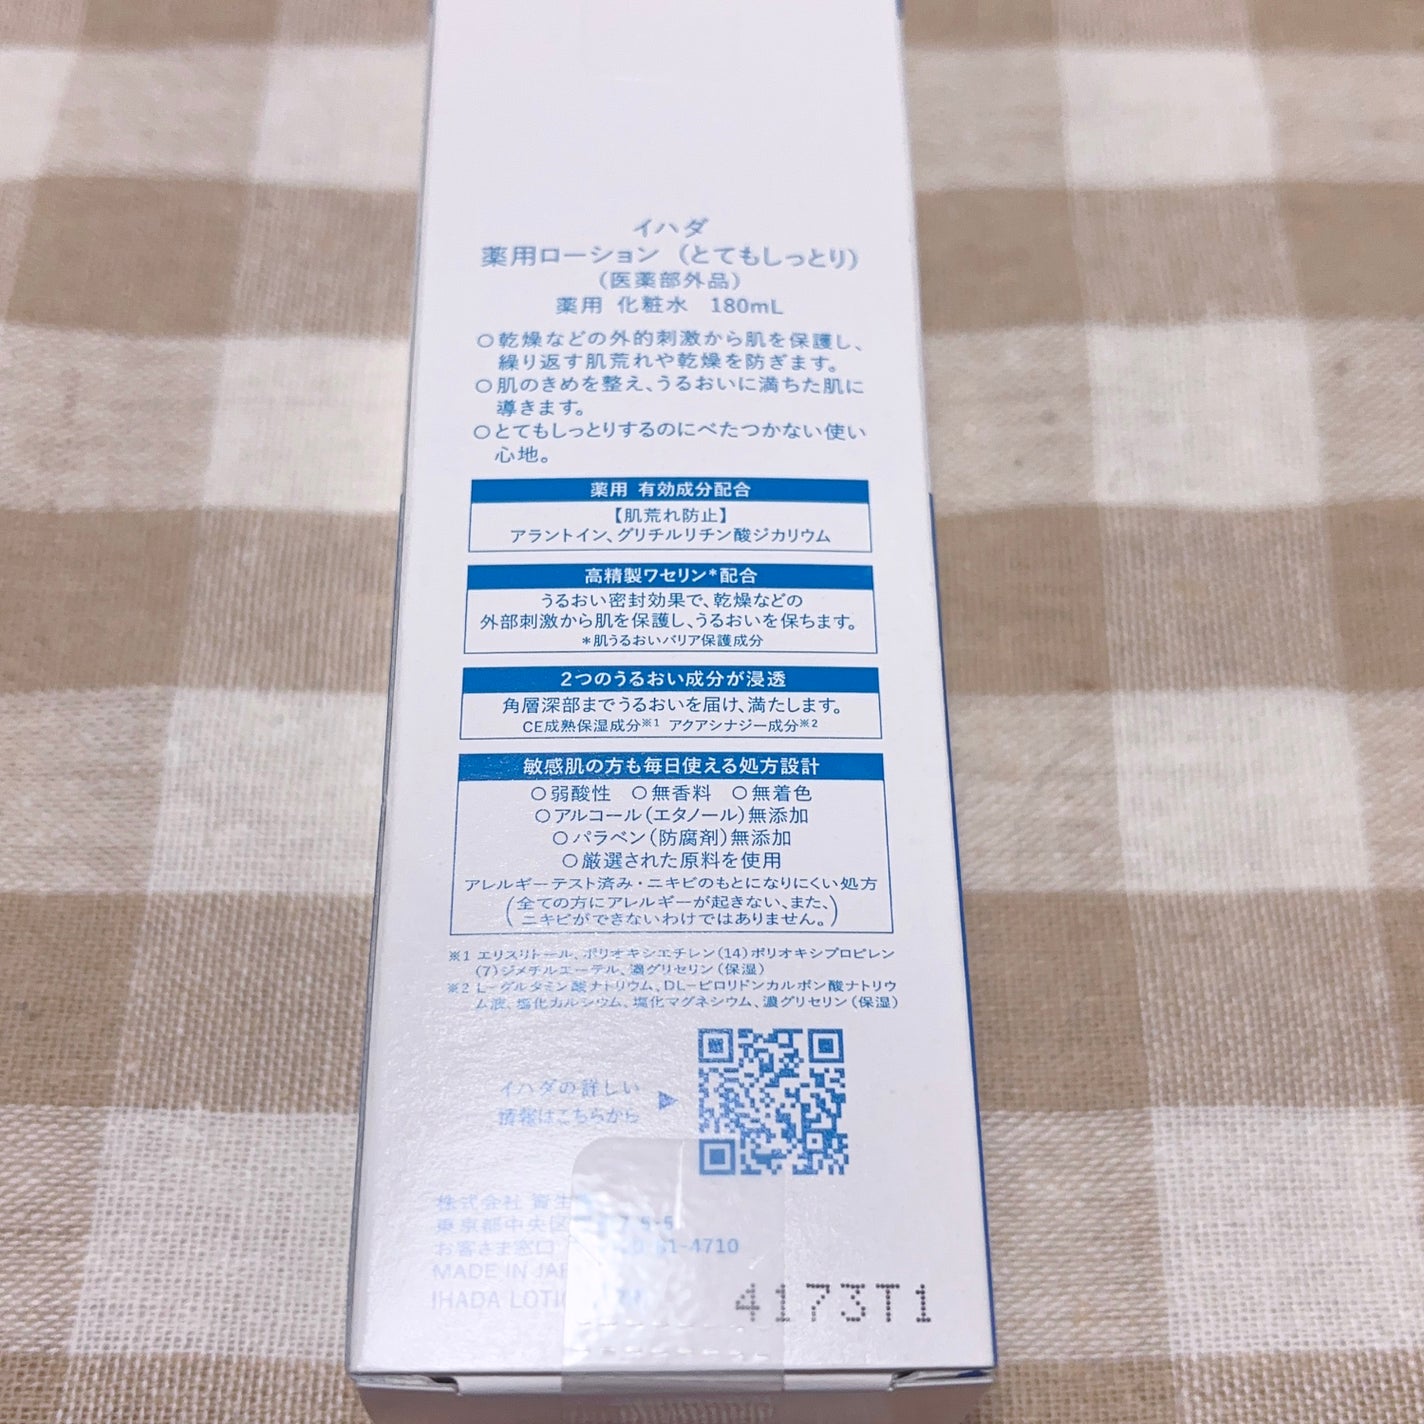 イハダ
薬用ローション（とてもしっとり）
（医薬部外品）
薬用 化粧水 180mL
○乾燥などの外的刺激から肌を保護し、
繰り返す肌荒れや乾燥を防ぎます。
○肌のきめを整え、うるおいに満ちた肌に
導きます。
○とてもしっとりするのにべたつかない使い
心地。
薬用 有効成分配合
【肌荒れ防止】
アラントイン、グリチルリチン酸ジカリウム
高精製ワセリン*配合
うるおい密封効果で、乾燥などの
外部刺激から肌を保護し、うるおいを保ちます。
*肌うるおいバリア保護成分
2つのうるおい成分が浸透
角層深部までうるおいを届け、満たします。
CE成熟保湿成分※1 アクアシナジー成分※2
敏感肌の方も毎日使える処方設計
○弱酸性 ○無香料 ○無着色
○アルコール（エタノール）無添加
○パラベン（防腐剤）無添加
○厳選された原料を使用
アレルギーテスト済み・ニキビのもとになりにくい処方
（全ての方にアレルギーが起きない、また、
ニキビができないわけではありません。）
※1 エリスリトール、ポリオキシエチレン（14）ポリオキシプロピレン
（7）ジメチルエーテル、濃グリセリン（保湿）
※2 L-グルタミン酸ナトリウム、DL-ピロリドンカルボン酸ナトリウ
ム液、塩化カルシウム、塩化マグネシウム、濃グリセリン（保湿）
イハダの詳しい
情報はこちらから
株式会社 資生
東京都中央区 7-5-5
お客さま窓口 81-4710
MADE IN JAP
IHADA LOTIO
4173T1